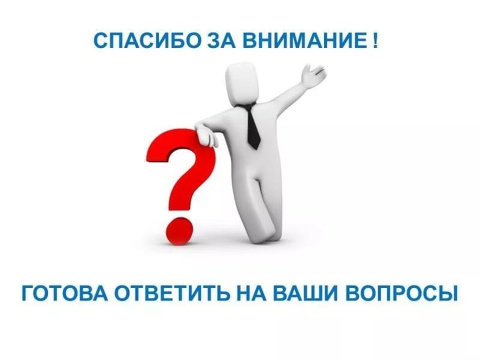 СПАСИБО ЗА ВНИМАНИЕ !
ГОТОВА ОТВЕТИТЬ НА ВАШИ ВОПРОСЫ